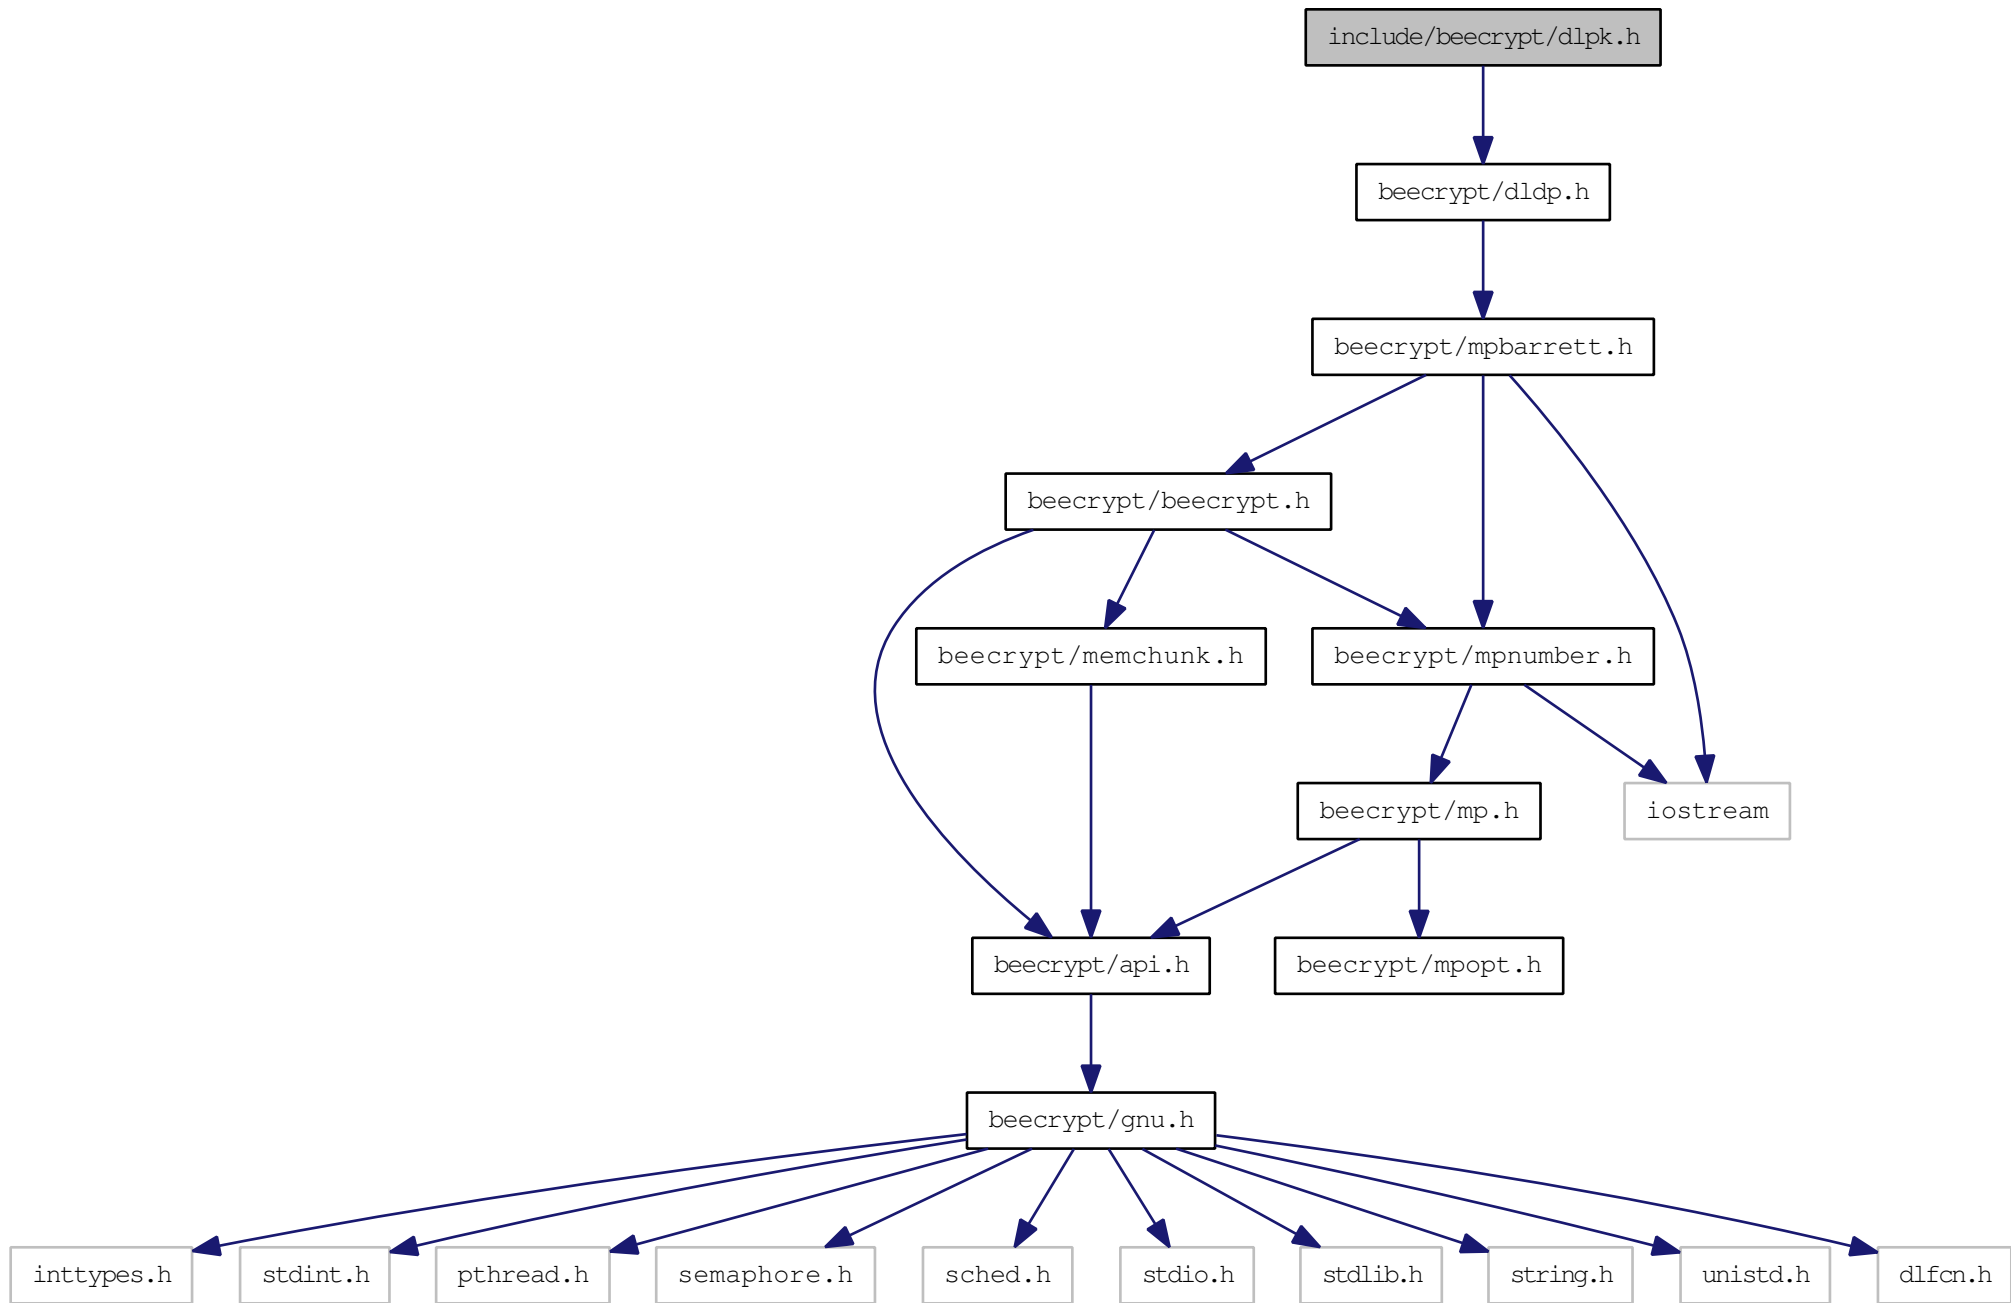 include/beecrypt/dlpk.h
beecrypt/dldp.h
beecrypt/mpbarrett.h
beecrypt/beecrypt.h
beecrypt/memchunk.h
beecrypt/mpnumber.h
beecrypt/mp.h
iostream
beecrypt/api.h
beecrypt/mpopt.h
beecrypt/gnu.h
inttypes.h
stdint.h
pthread.h
semaphore.h
sched.h
stdio.h
stdlib.h
string.h
unistd.h
dlfcn.h